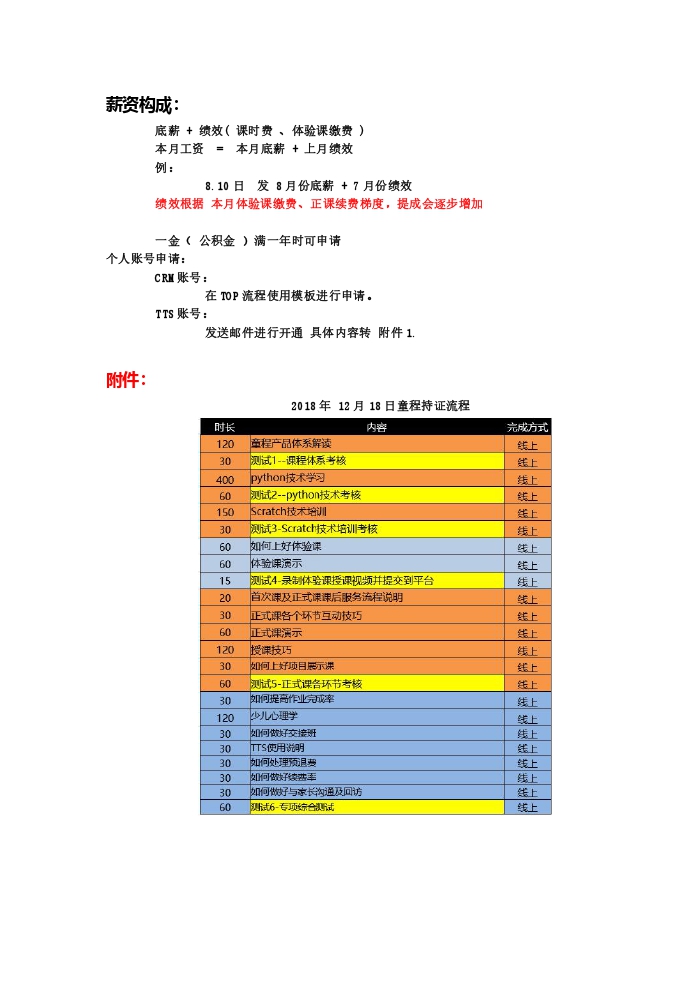 薪资构成：
底薪 + 绩效( 课时费 、体验课缴费 )
本月工资 = 本月底薪 + 上月绩效
例：
8.10日 发 8月份底薪 + 7月份绩效
绩效根据 本月体验课缴费、正课续费梯度，提成会逐步增加
一金（ 公积金 ）满一年时可申请
个人账号申请：
CRM账号：
在 TOP 流程使用模板进行申请。
TTS账号：
发送邮件进行开通 具体内容转 附件 1.
附件：
2018年 12月 18日童程持证流程
时长 内容 完成方式
120 童程产品体系解读 线上
30 测试1--课程体系考核 线上
400 python技术学习 线上
60 测试2--python技术考核 线上
150 Scratch技术培训 线上
30 测试3-Scratch技术培训考核 线上
60 如何上好体验课 线上
60 体验课演示 线上
15 测试4-录制体验课授课视频并提交到平台 线上
20 首次课及正式课课后服务流程说明 线上
30 正式课各个环节互动技巧 线上
60 正式课演示 线上
120 授课技巧 线上
30 如何上好项目展示课 线上
60 测试5-正式课各环节考核 线上
30 如何提高作业完成率 线上
120 少儿心理学 线上
30 如何做好交接班 线上
30 TTS使用说明 线上
30 如何处理预退费 线上
30 如何做好续费率 线上
30 如何做好与家长沟通及回访 线上
60 测试6-专项综合测试 线上